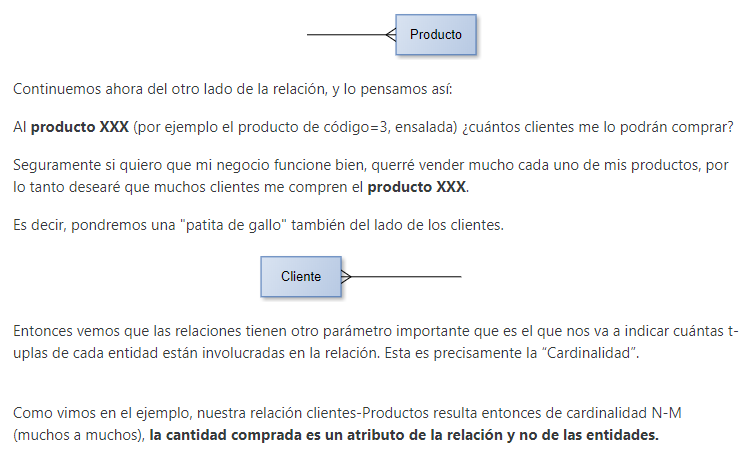 Producto
Continuemos ahora del otro lado de la relación, y lo pensamos así:
Al producto XXX (por ejemplo el producto de código=3, ensalada) ¿cuántos clientes me lo podrán comprar?
Seguramente si quiero que mi negocio funcione bien, querré vender mucho cada uno de mis productos, por
lo tanto desearé que muchos clientes me compren el producto XXX.
Es decir, pondremos una "patita de gallo" también del lado de los clientes.
Cliente
Entonces vemos que las relaciones tienen otro parámetro importante que es el que nos va a indicar cuántas t-
uplas de cada entidad están involucradas en la relación. Esta es precisamente la “Cardinalidad”.
Como vimos en el ejemplo, nuestra relación clientes-Productos resulta entonces de cardinalidad N-M
(muchos a muchos), la cantidad comprada es un atributo de la relación y no de las entidades.